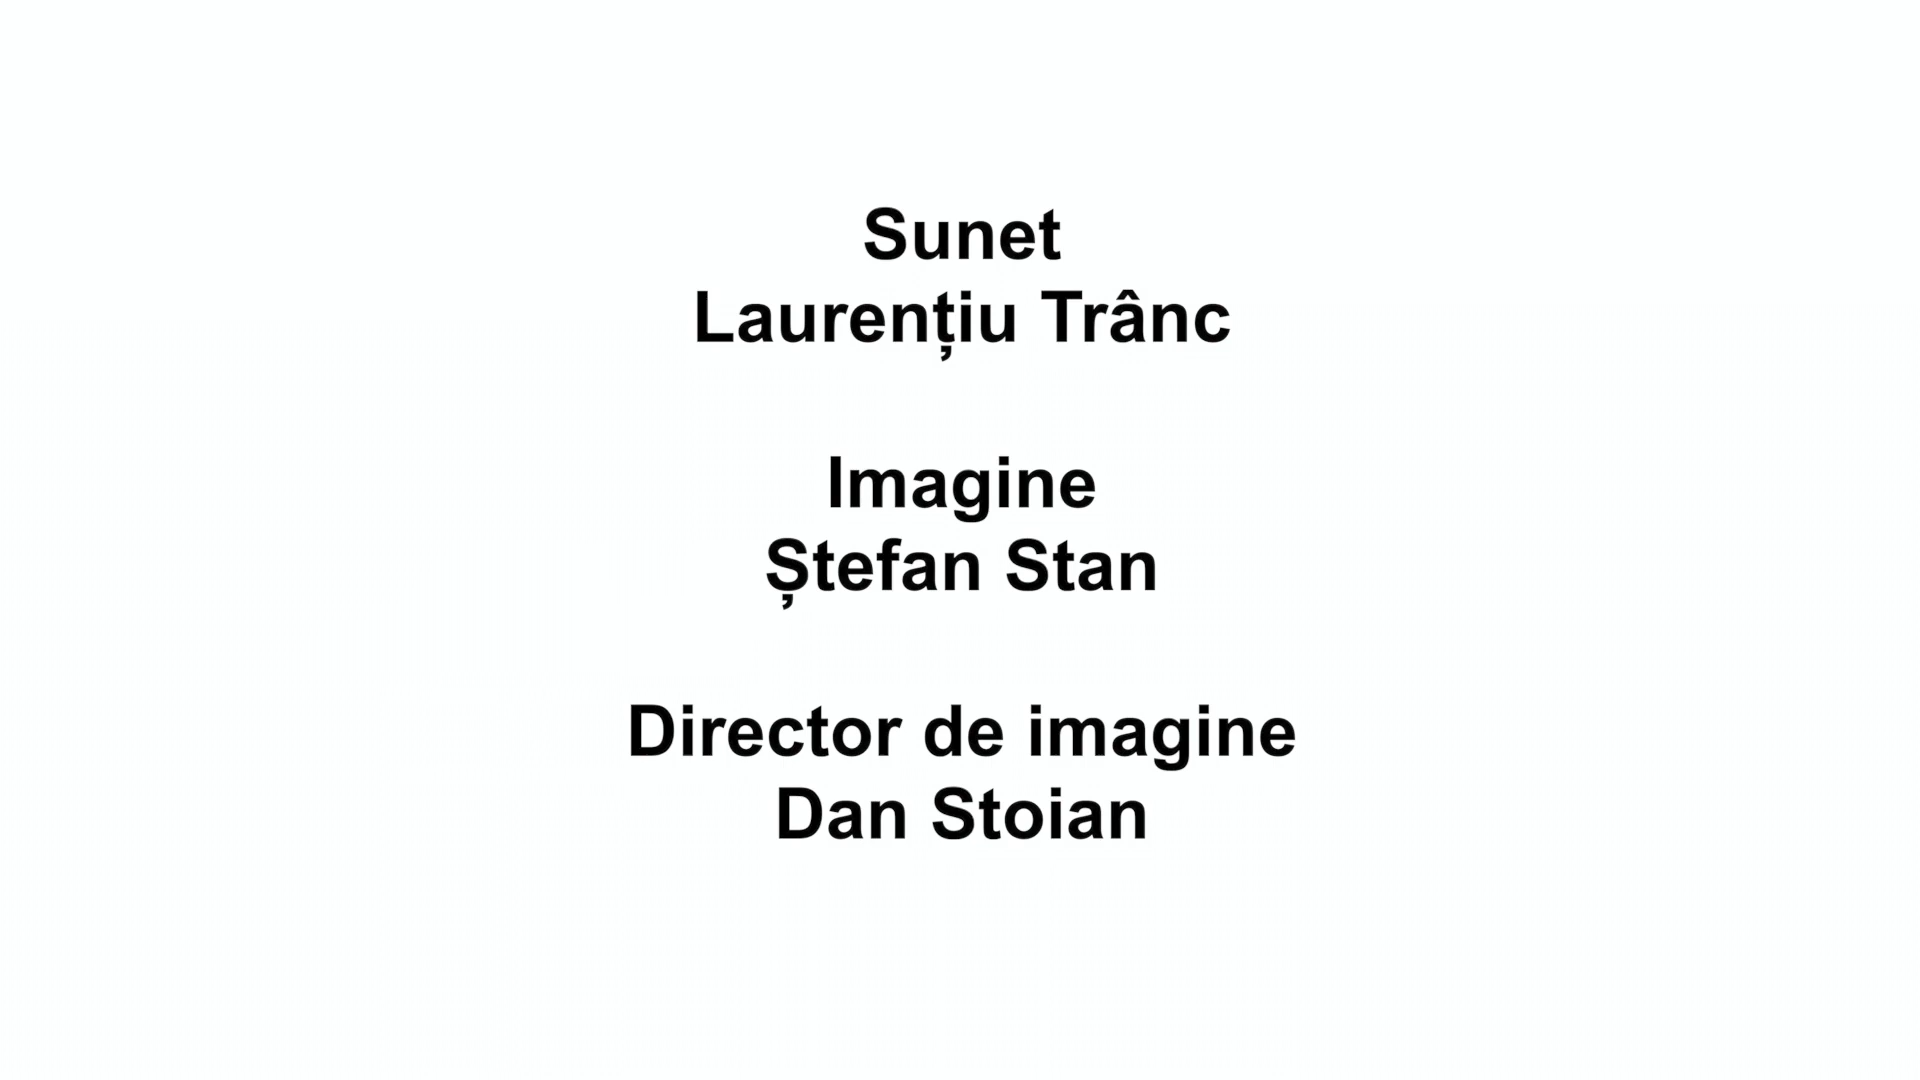 Sunet
Laurențiu Trânc
Imagine
Ștefan Stan
Director de imagine
Dan Stoian